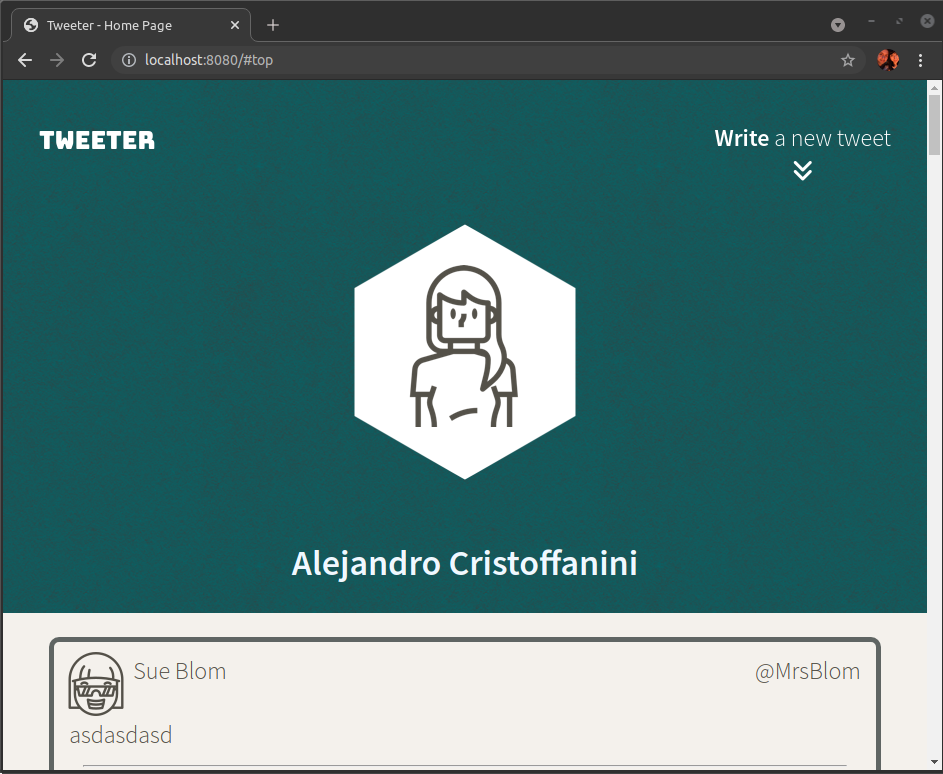 Tweeter - Home Page
localhost:8080/#top
TWEETER
Write a new tweet
Alejandro Cristoffanini
Sue Blom
@MrsBlom
asdasdasd